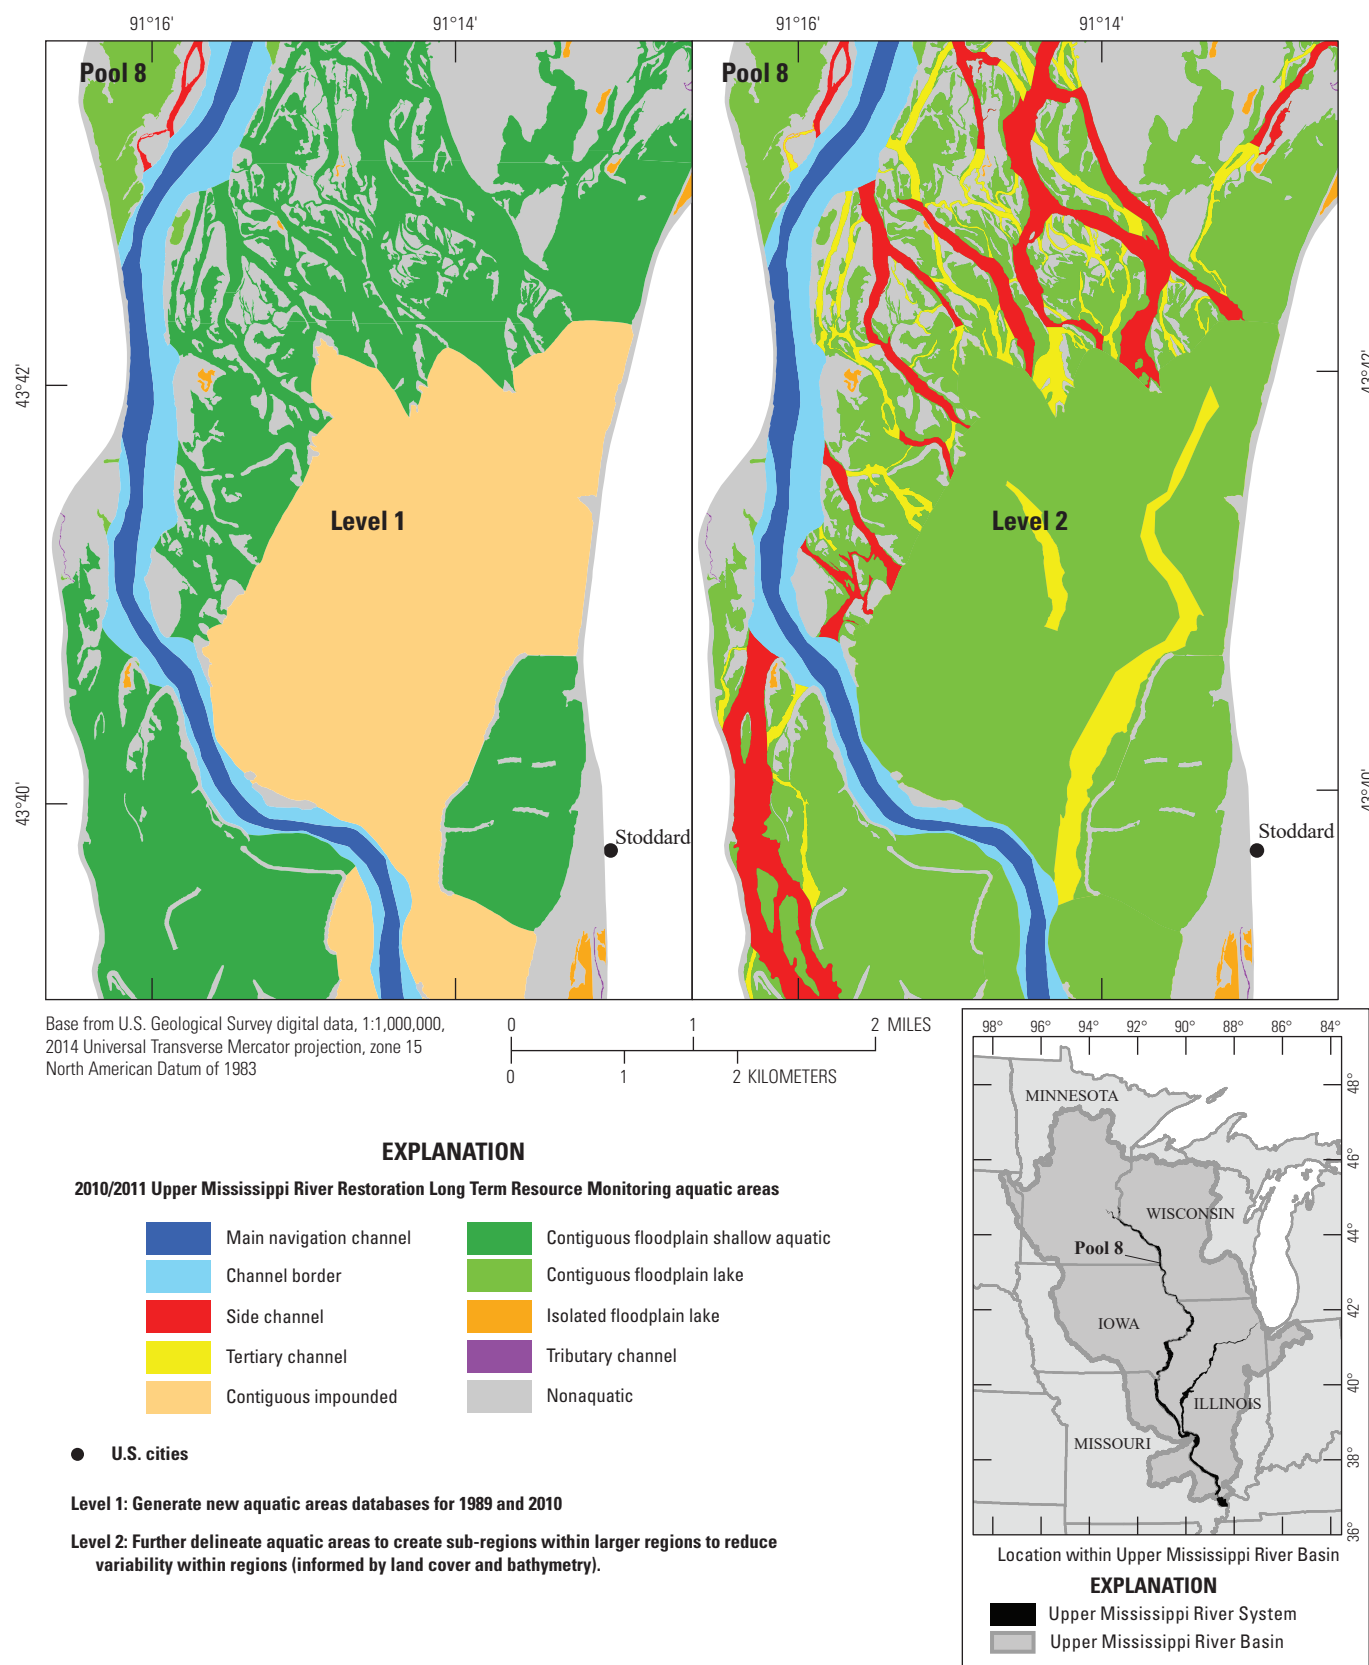 91°16'
91°14'
91°16'
91°14'
Pool 8
Pool 8
43°42'
43°42'
Level 1
Level 2
43°40'
43°40'
Stoddard
Stoddard
Base from U.S. Geological Survey digital data, 1:1,000,000,
2014 Universal Transverse Mercator projection, zone 15
North American Datum of 1983
0 1 2 MILES
0 1 2 KILOMETERS
EXPLANATION
2010/2011 Upper Mississippi River Restoration Long Term Resource Monitoring aquatic areas
Main navigation channel
Channel border
Side channel
Tertiary channel
Contiguous impounded
Contiguous floodplain shallow aquatic
Contiguous floodplain lake
Isolated floodplain lake
Tributary channel
Nonaquatic
U.S. cities
Level 1: Generate new aquatic areas databases for 1989 and 2010
Level 2: Further delineate aquatic areas to create sub-regions within larger regions to reduce
variability within regions (informed by land cover and bathymetry).
98° 96° 94° 92° 90° 88° 86° 84°
48°
46°
44°
42°
40°
38°
36°
MINNESOTA
WISCONSIN
Pool 8
IOWA
ILLINOIS
MISSOURI
Location within Upper Mississippi River Basin
EXPLANATION
Upper Mississippi River System
Upper Mississippi River Basin